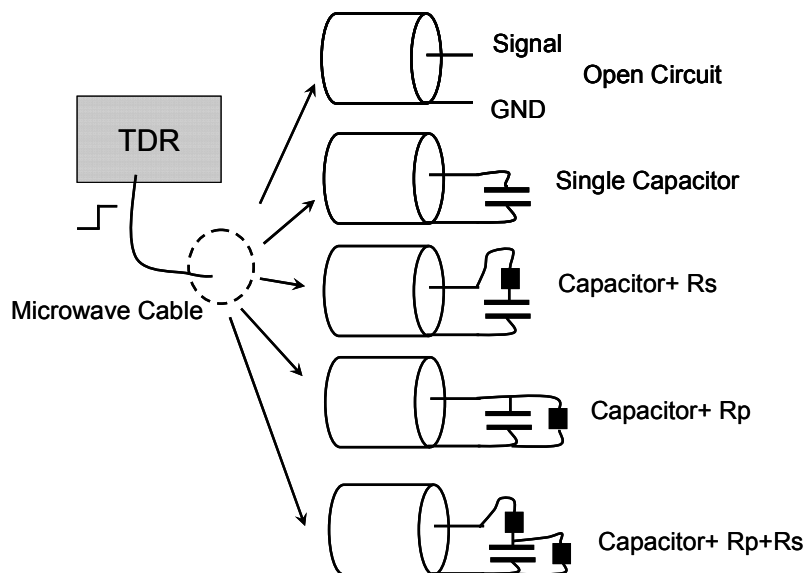 Signal
Open Circuit
GND
TDR
Single Capacitor
Capacitor+ Rs
Microwave Cable
Capacitor+ Rp
Capacitor+ Rp+Rs